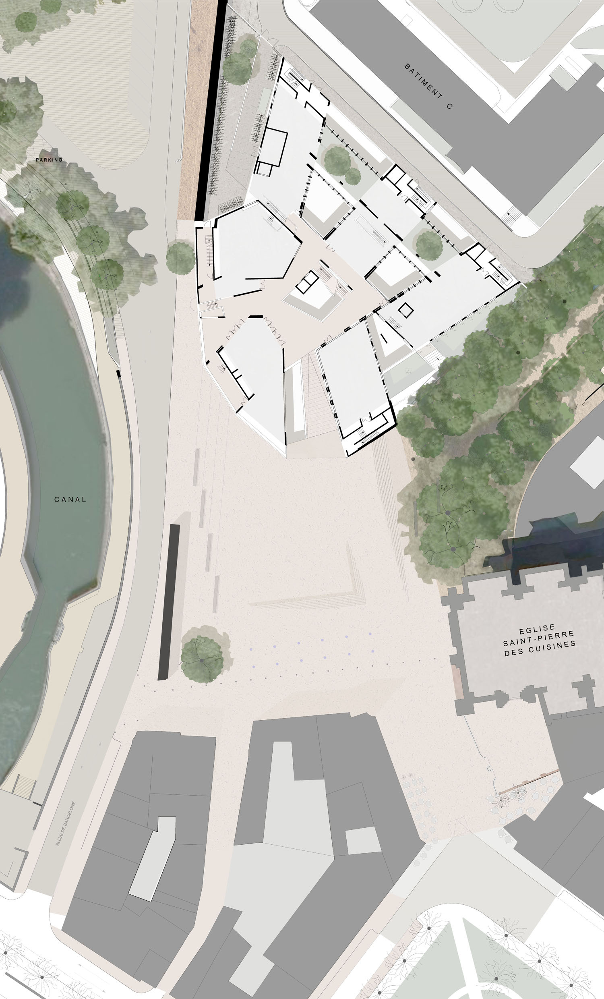 BATIMENT C
PARKING
CANAL
EGLISE
SAINT-PIERRE
DES CUISINES
ALLEE DE BARCELONE